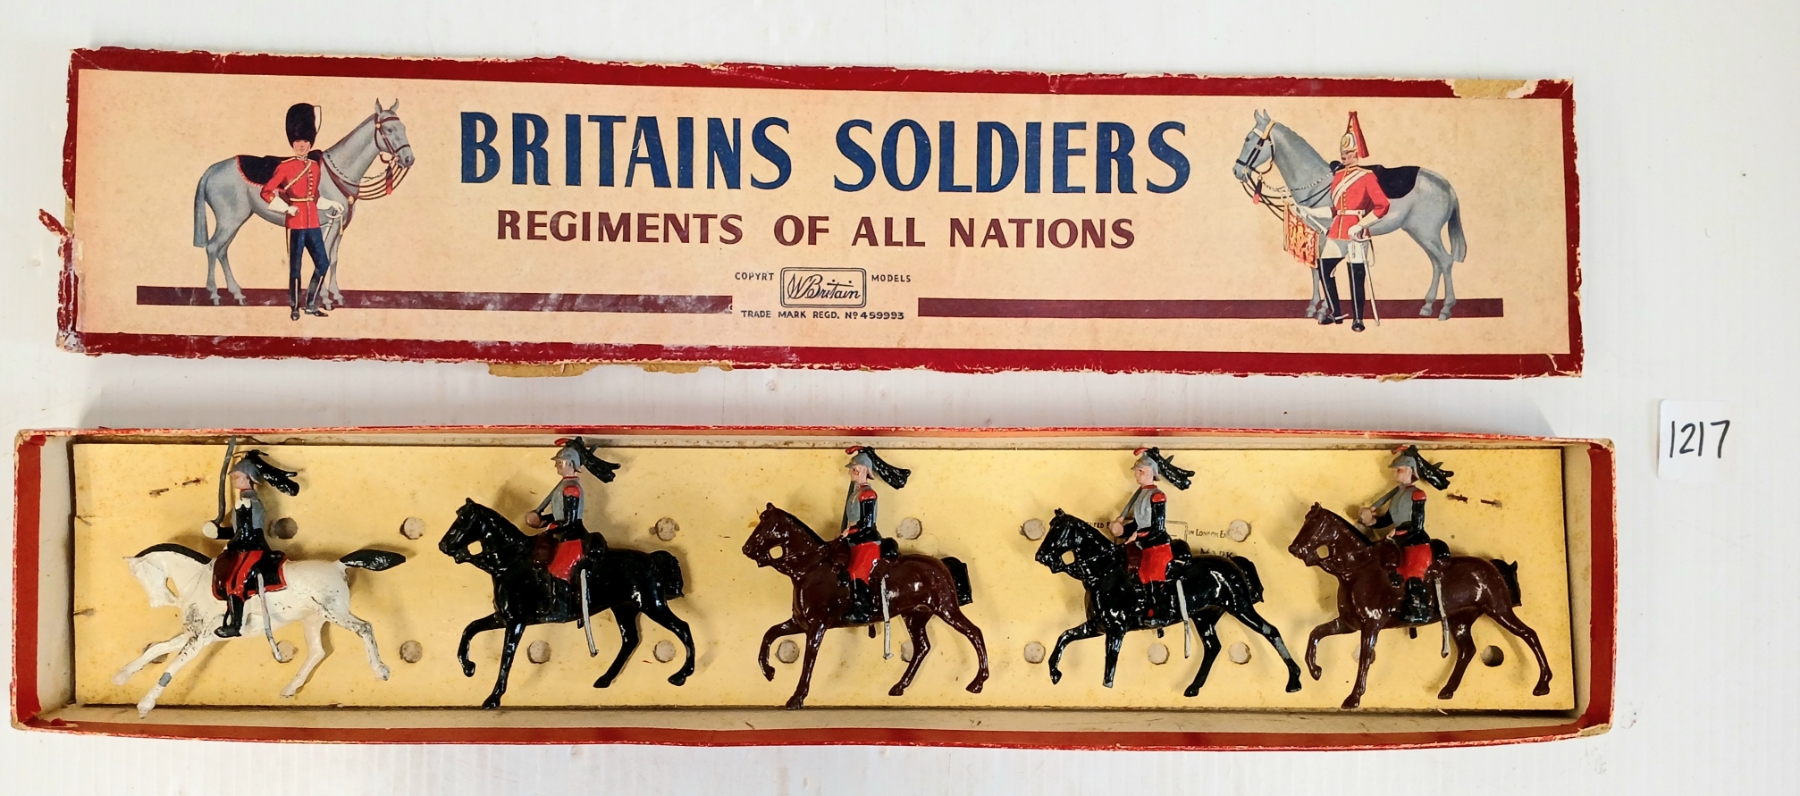 BRITAINS SOLDIERS
REGIMENTS OF ALL NATIONS
COPYRT W Britain MODELS
TRADE MARK REGD. Nº 459993
1217